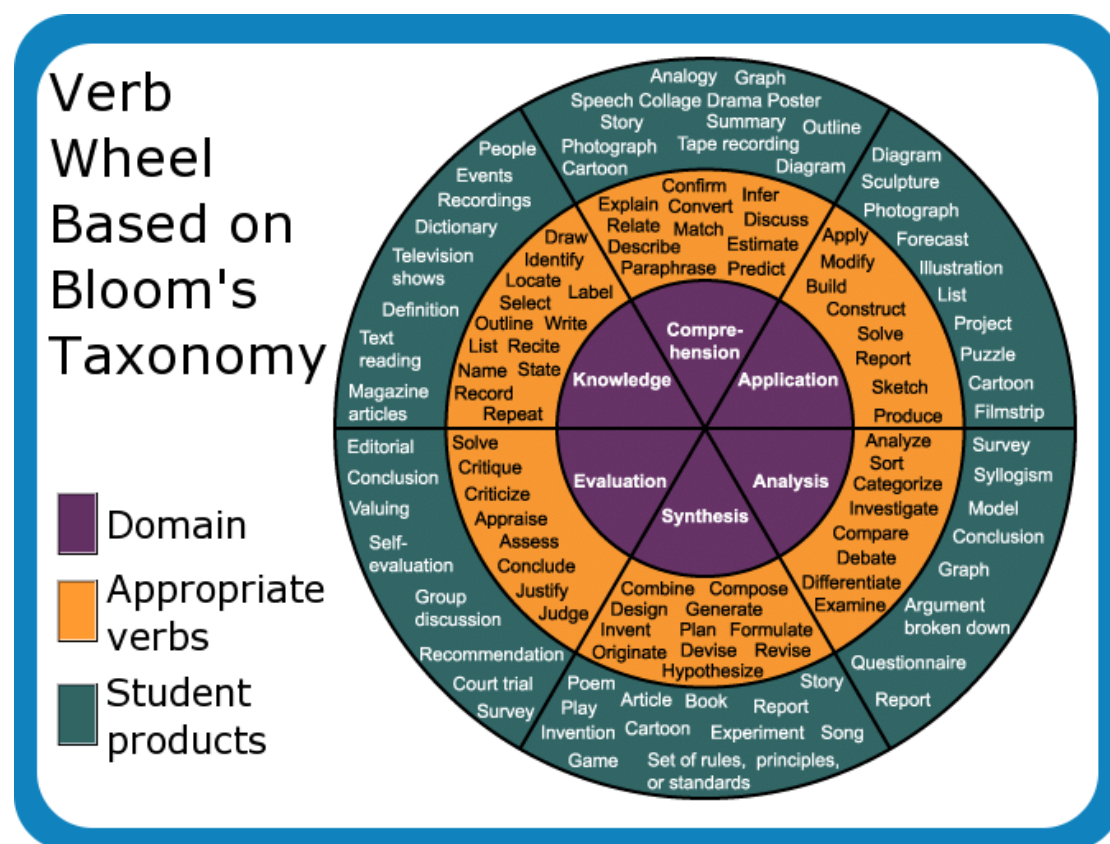 Verb
Wheel
Based on
Bloom's
Taxonomy
Domain
Appropriate
verbs
Student
products
Compre-
hension
Application
Analysis
Synthesis
Evaluation
Knowledge
Confirm
Explain Convert Infer
Relate Match Discuss
Describe Estimate
Paraphrase Predict
Apply
Modify
Build
Construct
Solve
Report
Sketch
Produce
Analyze
Sort
Categorize
Investigate
Compare
Debate
Differentiate
Examine
Combine Compose
Design Generate
Invent Plan Formulate
Originate Devise Revise
Hypothesize
Solve
Critique
Criticize
Appraise
Assess
Conclude
Justify
Judge
Draw
Identify
Locate
Select Label
Outline Write
List Recite
Name State
Record
Repeat
Analogy Graph
Speech Collage Drama Poster
Story Summary Outline
Photograph Tape recording
Cartoon Diagram
Diagram
Sculpture
Photograph
Forecast
Illustration
List
Project
Puzzle
Cartoon
Filmstrip
Survey
Syllogism
Model
Conclusion
Graph
Argument
broken down
Questionnaire
Report
Poem Story
Play Article Book Report
Invention Cartoon Experiment Song
Game Set of rules, principles,
or standards
Editorial
Conclusion
Valuing
Self-
evaluation
Group
discussion
Recommendation
Court trial
Survey
People
Events
Recordings
Dictionary
Television
shows
Definition
Text
reading
Magazine
articles